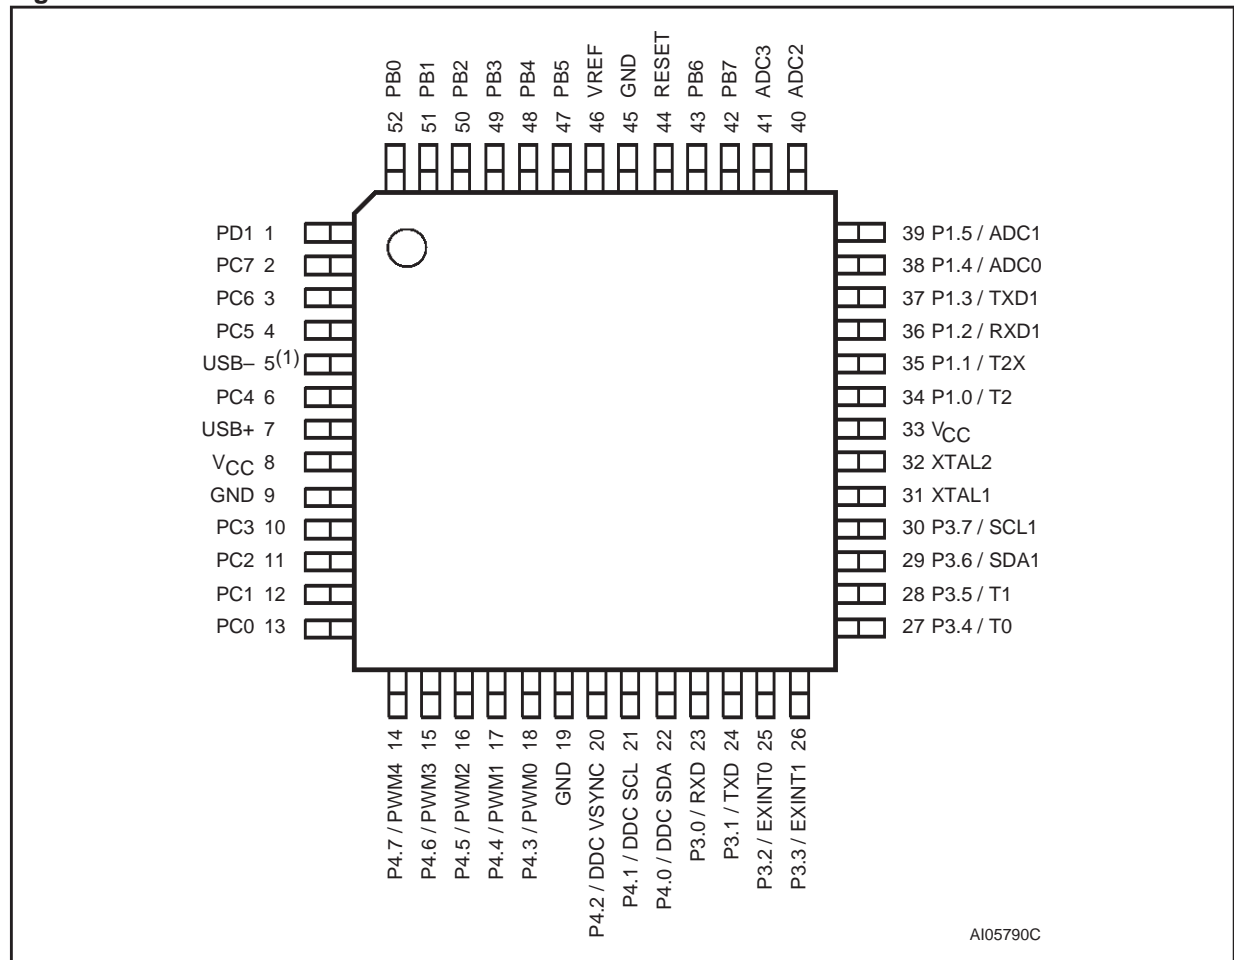 52 PB0
51 PB1
50 PB2
49 PB3
48 PB4
47 PB5
46 VREF
45 GND
44 RESET
43 PB6
42 PB7
41 ADC3
40 ADC2
PD1 1
PC7 2
PC6 3
PC5 4
USB– 5(1)
PC4 6
USB+ 7
VCC 8
GND 9
PC3 10
PC2 11
PC1 12
PC0 13
39 P1.5 / ADC1
38 P1.4 / ADC0
37 P1.3 / TXD1
36 P1.2 / RXD1
35 P1.1 / T2X
34 P1.0 / T2
33 VCC
32 XTAL2
31 XTAL1
30 P3.7 / SCL1
29 P3.6 / SDA1
28 P3.5 / T1
27 P3.4 / T0
P4.7 / PWM4 14
P4.6 / PWM3 15
P4.5 / PWM2 16
P4.4 / PWM1 17
P4.3 / PWM0 18
GND 19
P4.2 / DDC VSYNC 20
P4.1 / DDC SCL 21
P4.0 / DDC SDA 22
P3.0 / RXD 23
P3.1 / TXD 24
P3.2 / EXINT0 25
P3.3 / EXINT1 26
AI05790C